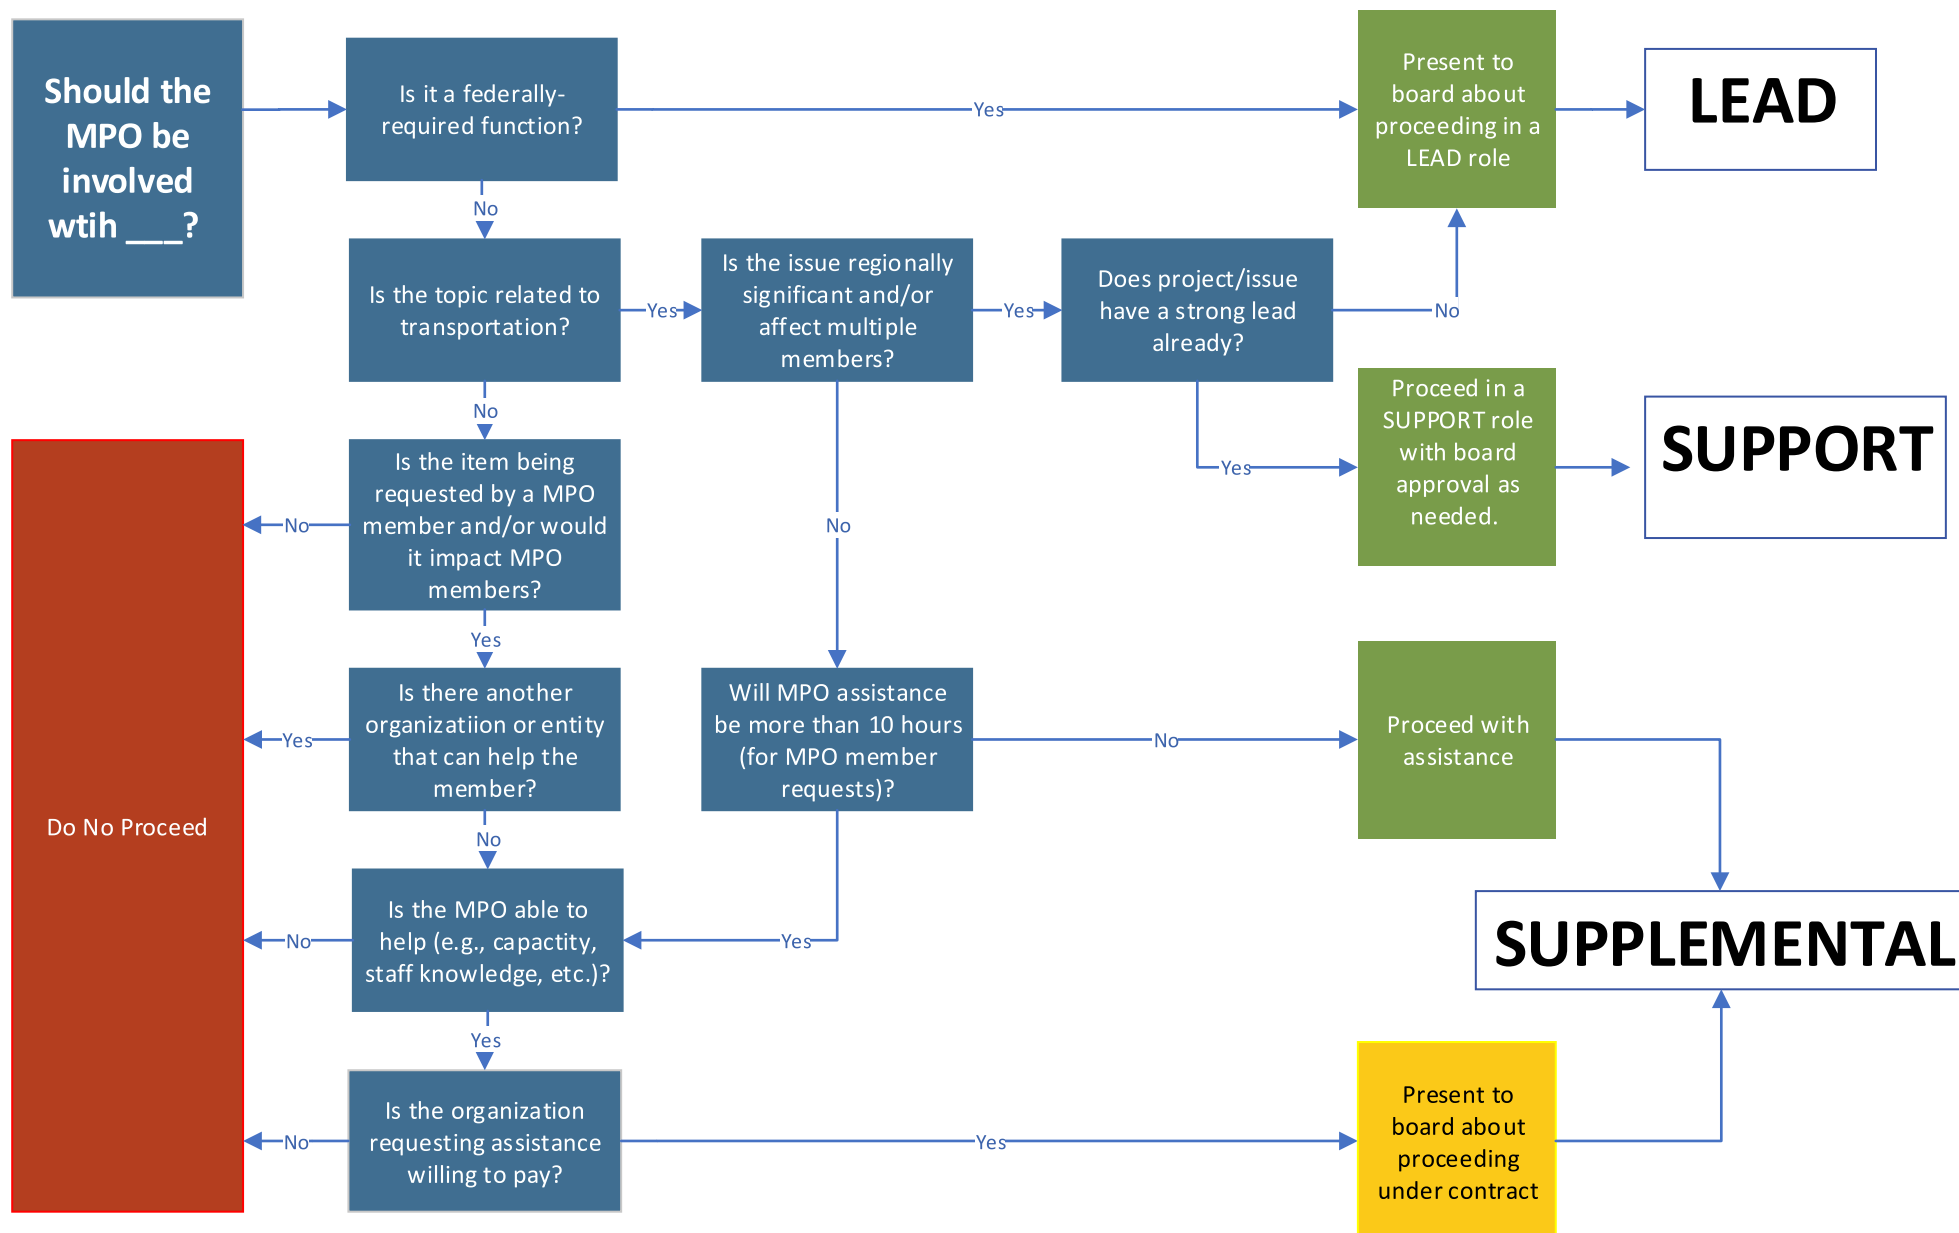 Should the
MPO be
involved
wtih ___?
Is it a federally-
required function?
Yes
Present to
board about
proceeding in a
LEAD role
LEAD
No
Is the topic related to
transportation?
Yes
Is the issue regionally
significant and/or
affect multiple
members?
Yes
Does project/issue
have a strong lead
already?
No
No
Yes
Proceed in a
SUPPORT role
with board
approval as
needed.
SUPPORT
Is the item being
requested by a MPO
member and/or would
it impact MPO
members?
No
No
Yes
Is there another
organizatiion or entity
that can help the
member?
Yes
Will MPO assistance
be more than 10 hours
(for MPO member
requests)?
No
Proceed with
assistance
Do No Proceed
No
Is the MPO able to
help (e.g., capactity,
staff knowledge, etc.)?
No
Yes
SUPPLEMENTAL
Yes
Is the organization
requesting assistance
willing to pay?
No
Yes
Present to
board about
proceeding
under contract